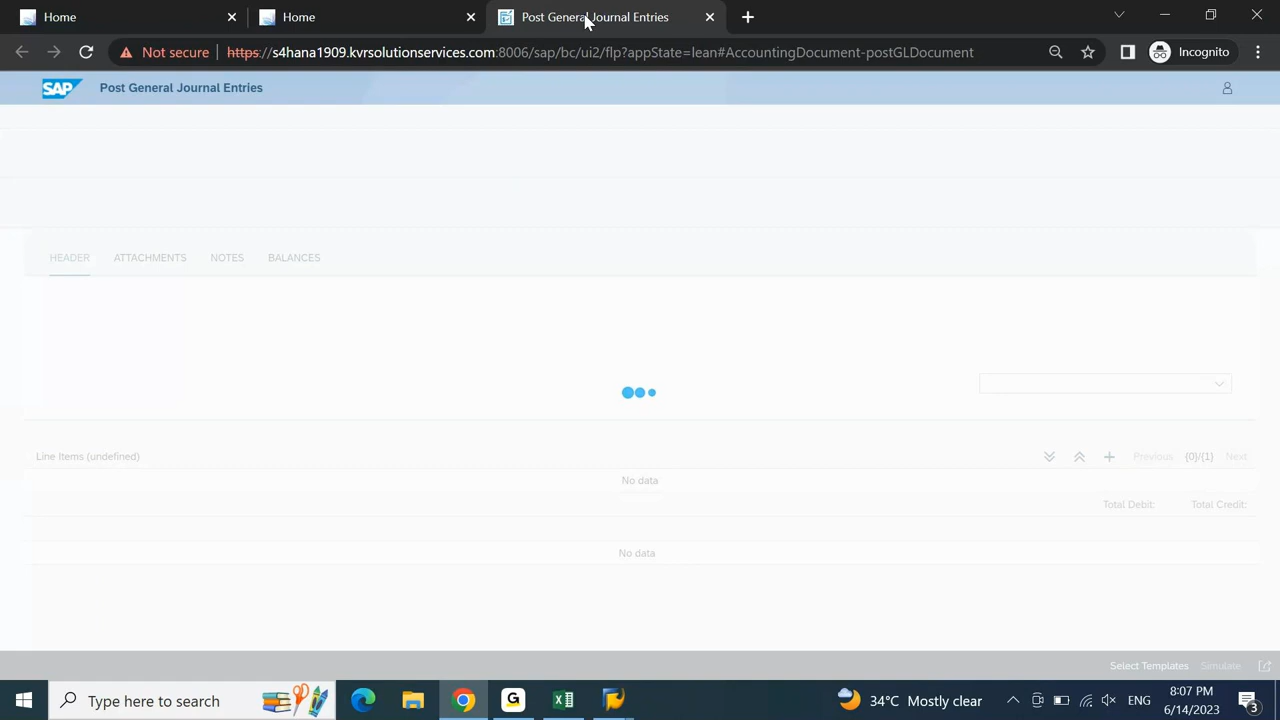 Home
Home
Post General Journal Entries
Not secure
https://s4hana1909.kvrsolutionservices.com:8006/sap/bc/ui2/flp?appState=lean#AccountingDocument-postGLDocument
Incognito
SAP
Post General Journal Entries
HEADER
ATTACHMENTS
NOTES
BALANCES
Line Items (undefined)
Previous
{0}/{1}
Next
No data
Total Debit:
Total Credit:
No data
Select Templates
Simulate
Type here to search
34°C Mostly clear
ENG
8:07 PM
6/14/2023
3